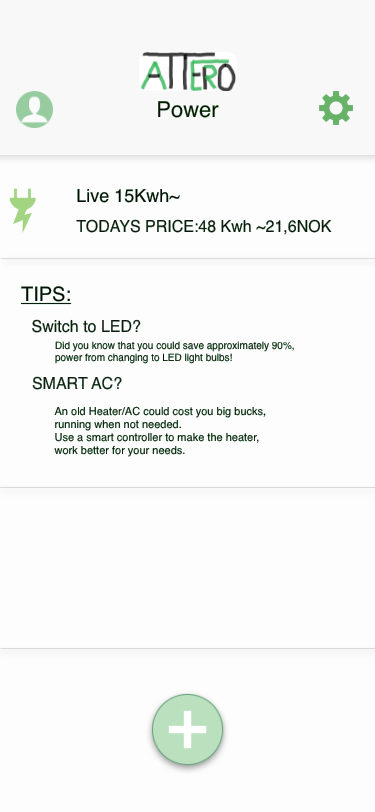 ATTERO
Power
Live 15Kwh~
TODAYS PRICE:48 Kwh ~21,6NOK
TIPS:
Switch to LED?
Did you know that you could save approximately 90%,
power from changing to LED light bulbs!
SMART AC?
An old Heater/AC could cost you big bucks,
running when not needed.
Use a smart controller to make the heater,
work better for your needs.